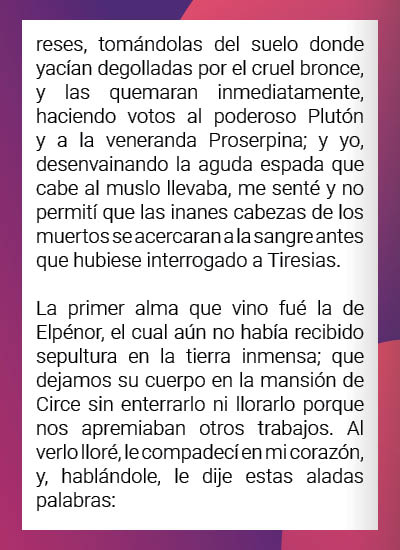 reses, tomándolas del suelo donde
yacían degolladas por el cruel bronce,
y las quemaran inmediatamente,
haciendo votos al poderoso Plutón
y a la veneranda Proserpina; y yo,
desenvainando la aguda espada que
cabe al muslo llevaba, me senté y no
permití que las inanes cabezas de los
muertos se acercaran a la sangre antes
que hubiese interrogado a Tiresias.

La primer alma que vino fué la de
Elpénor, el cual aún no había recibido
sepultura en la tierra inmensa; que
dejamos su cuerpo en la mansión de
Circe sin enterrarlo ni llorarlo porque
nos apremiaban otros trabajos. Al
verlo lloré, le compadecí en mi corazón,
y, hablándole, le dije estas aladas
palabras: